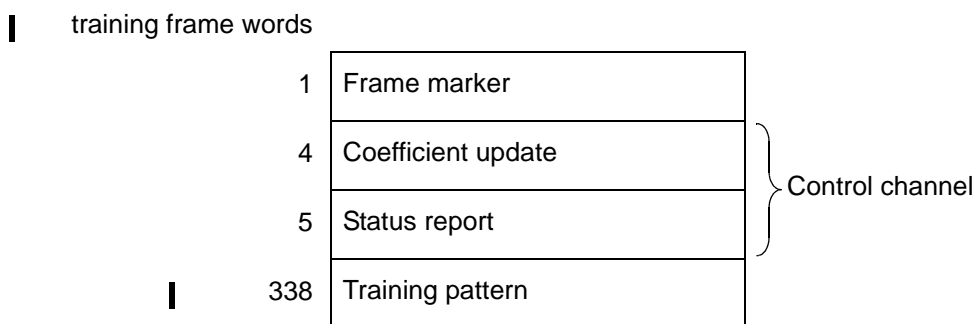 training frame words
1 Frame marker
4 Coefficient update
Control channel
5 Status report
338 Training pattern